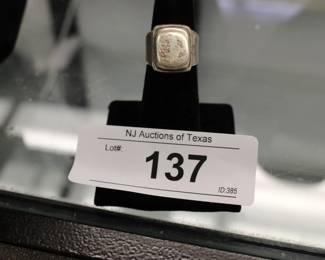 NJ Auctions of Texas
Lot#:
137
ID:385